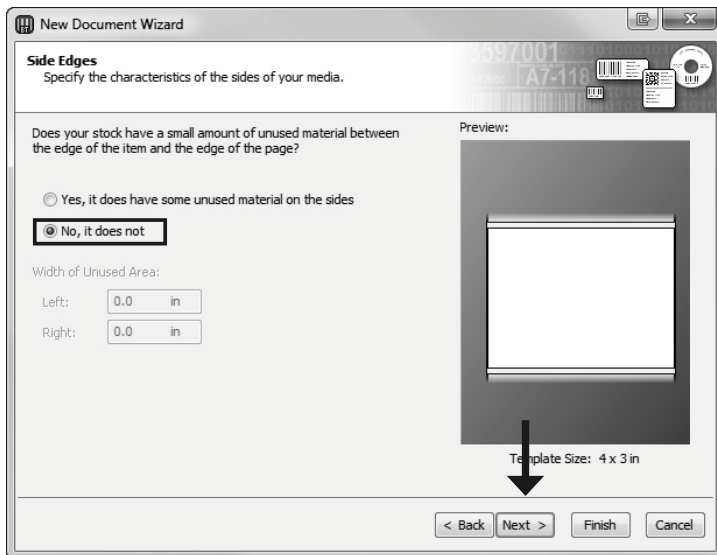 New Document Wizard
Side Edges
Specify the characteristics of the sides of your media.
A7-118
Does your stock have a small amount of unused material between
the edge of the item and the edge of the page?
Preview:
Yes, it does have some unused material on the sides
No, it does not
Width of Unused Area:
Left: 0.0 in
Right: 0.0 in
Template Size: 4 x 3 in
< Back Next > Finish Cancel